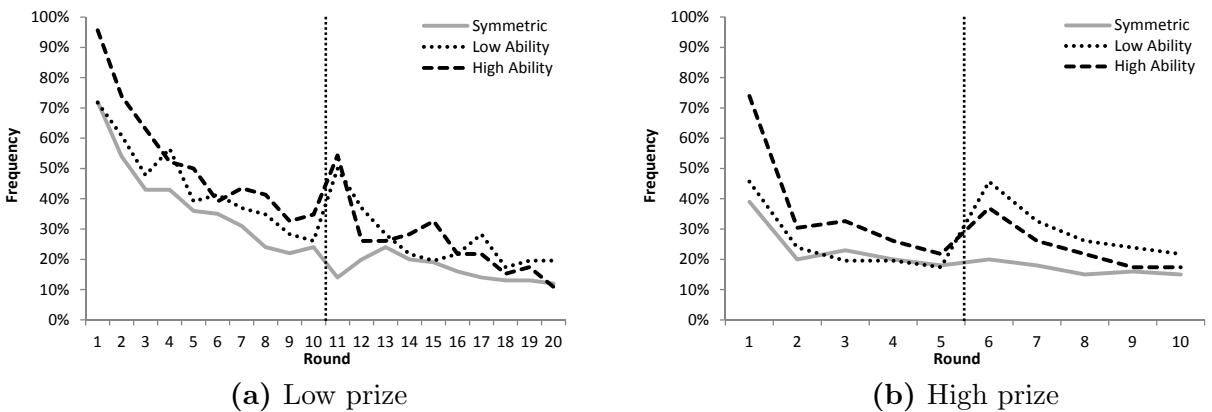 100%
90%
80%
70%
60%
50%
40%
30%
20%
10%
0%
Frequency
Symmetric
Low Ability
High Ability
1 2 3 4 5 6 7 8 9 10 11 12 13 14 15 16 17 18 19 20
Round
(a) Low prize
100%
90%
80%
70%
60%
50%
40%
30%
20%
10%
0%
Frequency
Symmetric
Low Ability
High Ability
1 2 3 4 5 6 7 8 9 10
Round
(b) High prize